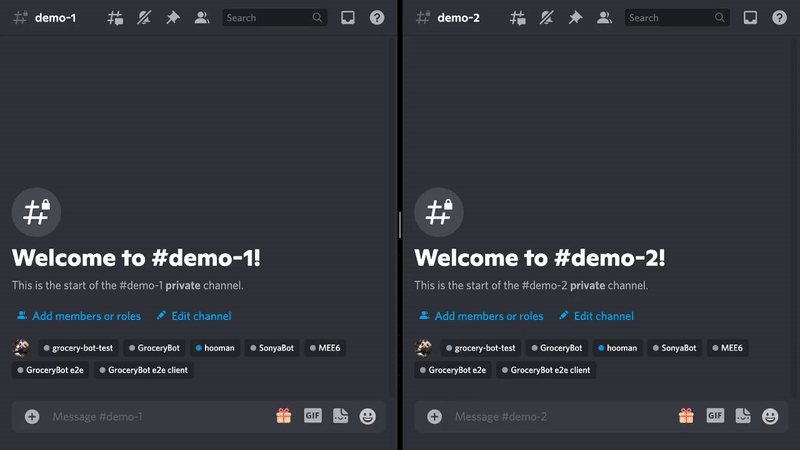 demo-1
Search
Welcome to #demo-1!
This is the start of the #demo-1 private channel.
Add members or roles
Edit channel
grocery-bot-test
GroceryBot
hooman
SonyaBot
MEE6
GroceryBot e2e
GroceryBot e2e client
Message #demo-1
GIF
demo-2
Search
Welcome to #demo-2!
This is the start of the #demo-2 private channel.
Add members or roles
Edit channel
grocery-bot-test
GroceryBot
hooman
SonyaBot
MEE6
GroceryBot e2e
GroceryBot e2e client
Message #demo-2
GIF